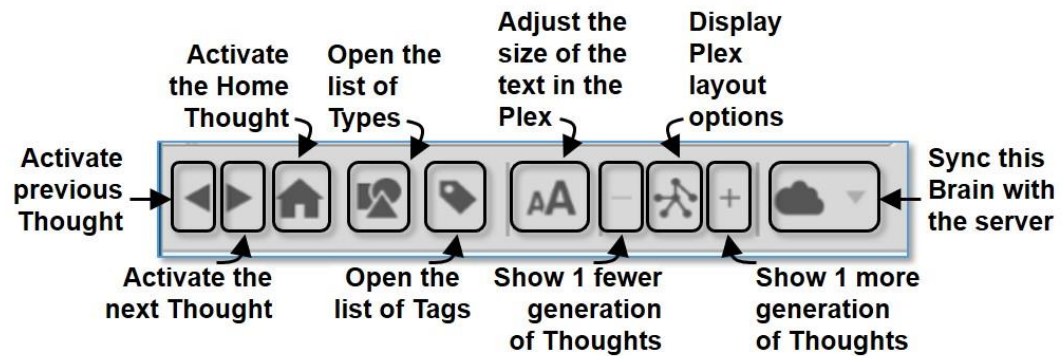 Activate
the Home
Thought
Open the
list of
Types
Adjust the
size of the
text in the
Plex
Display
Plex
layout
options
Activate
previous
Thought
AA
Sync this
Brain with
the server
Activate the
next Thought
Open the
list of Tags
Show 1 fewer
generation
of Thoughts
Show 1 more
generation
of Thoughts